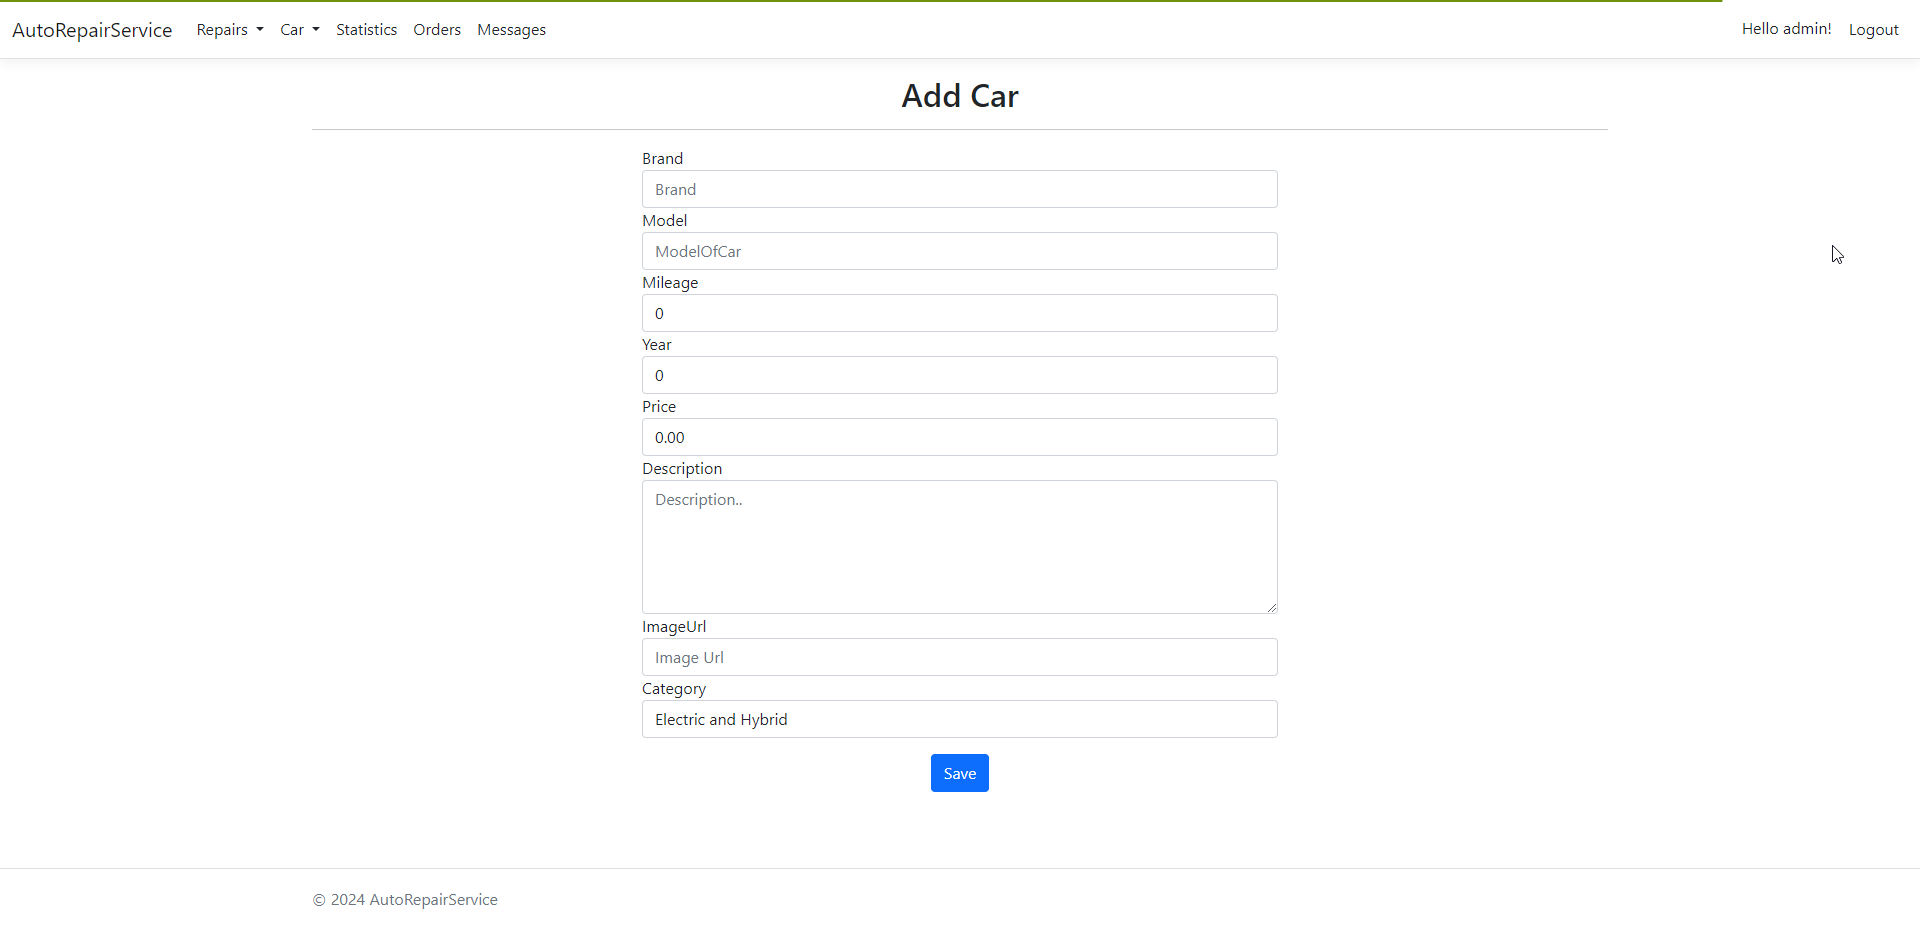 AutoRepairService Repairs Car Statistics Orders Messages Hello admin! Logout
Add Car
Brand
Brand
Model
ModelOfCar
Mileage
0
Year
0
Price
0.00
Description
Description..
ImageUrl
Image Url
Category
Electric and Hybrid
Save
© 2024 AutoRepairService